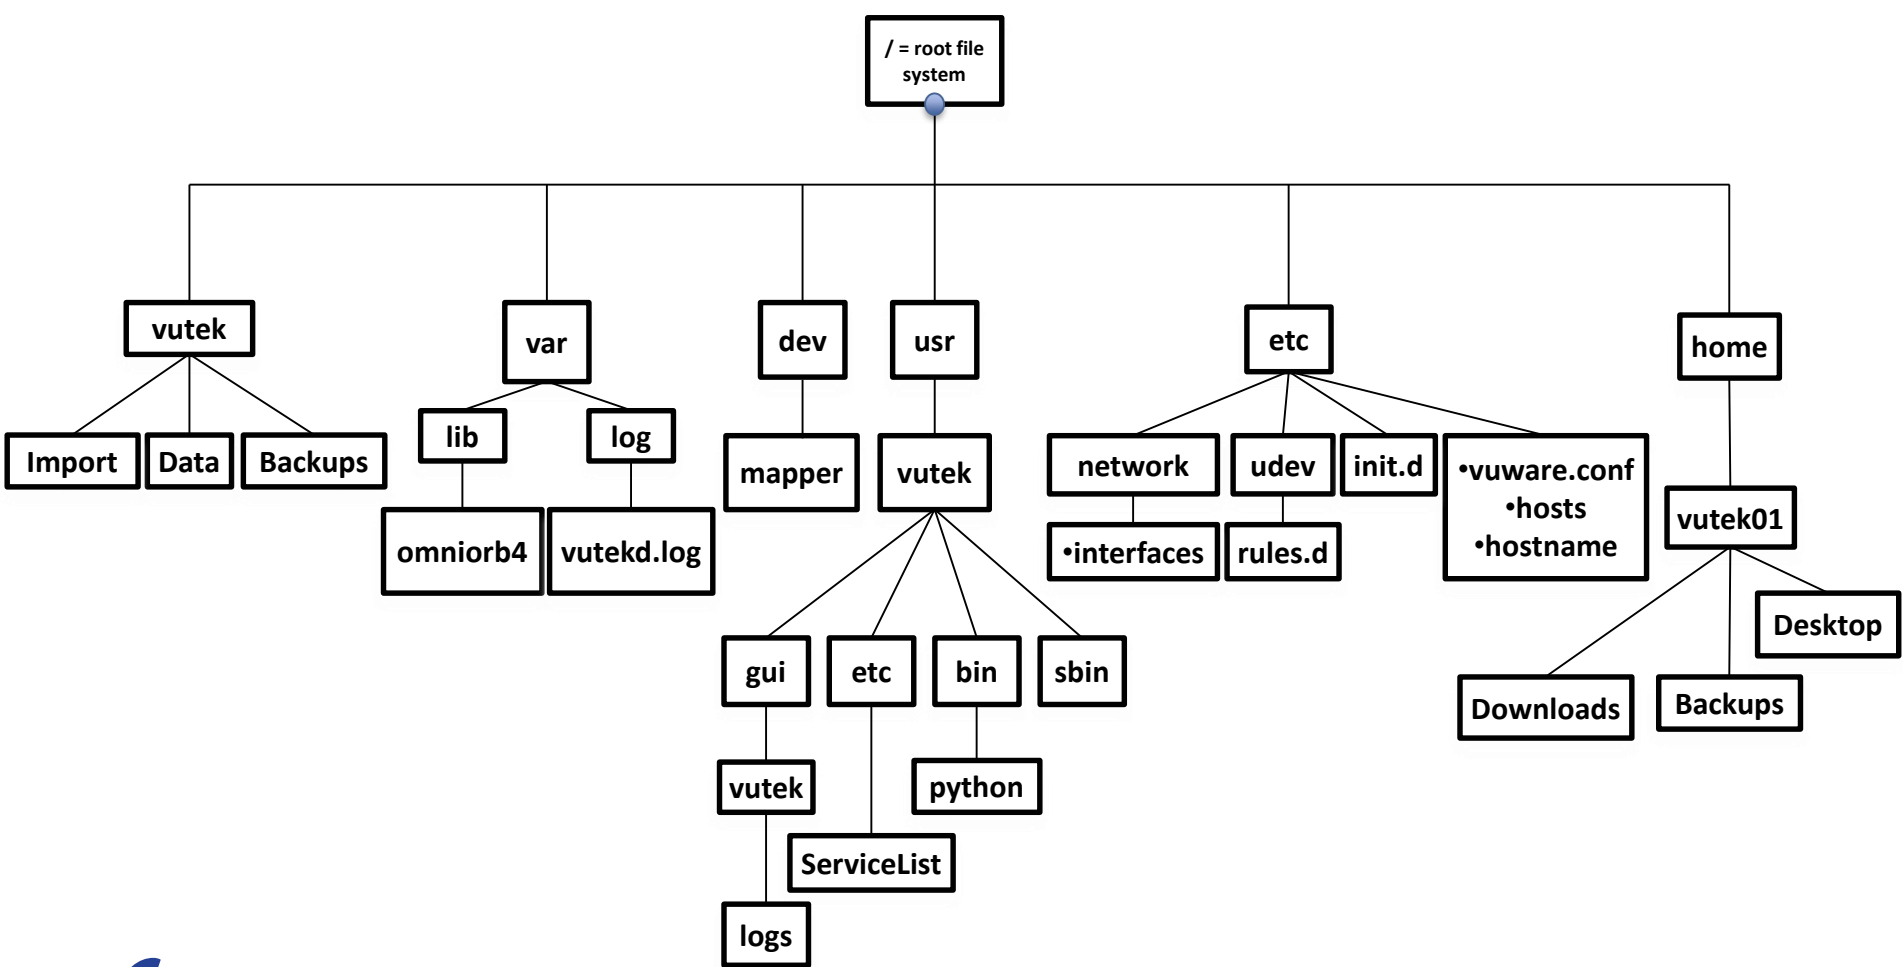 / = root file
system
vutek
var
dev
usr
etc
home
Import
Data
Backups
lib
log
mapper
vutek
network
udev
init.d
•vuware.conf
•hosts
•hostname
vutek01
omniorb4
vutekd.log
•interfaces
rules.d
Desktop
gui
etc
bin
sbin
Downloads
Backups
vutek
python
ServiceList
logs